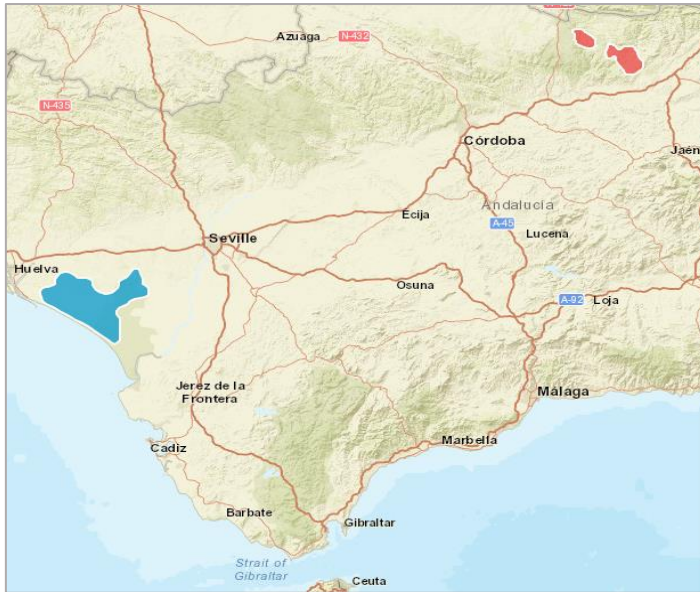 Azuaga
N-432
N-435
Córdoba
Jaén
Andalucía
Ecija
A-45
Lucena
Seville
Huelva
Osuna
A-92
Loja
Jerez de la
Frontera
Málaga
Marbella
Cadiz
Barbate
Gibraltar
Strait of
Gibraltar
Ceuta